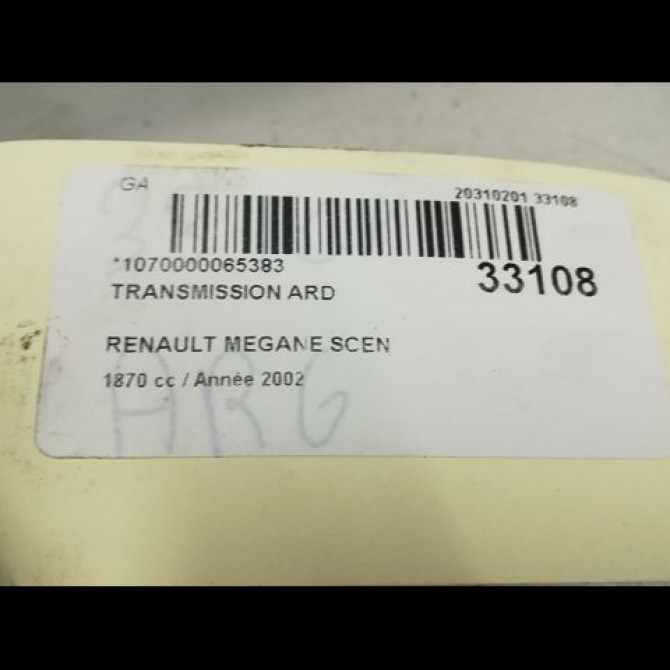 GA
20310201 33108
*1070000065383
33108
TRANSMISSION ARD
RENAULT MEGANE SCEN
1870 cc / Année 2002
ARG